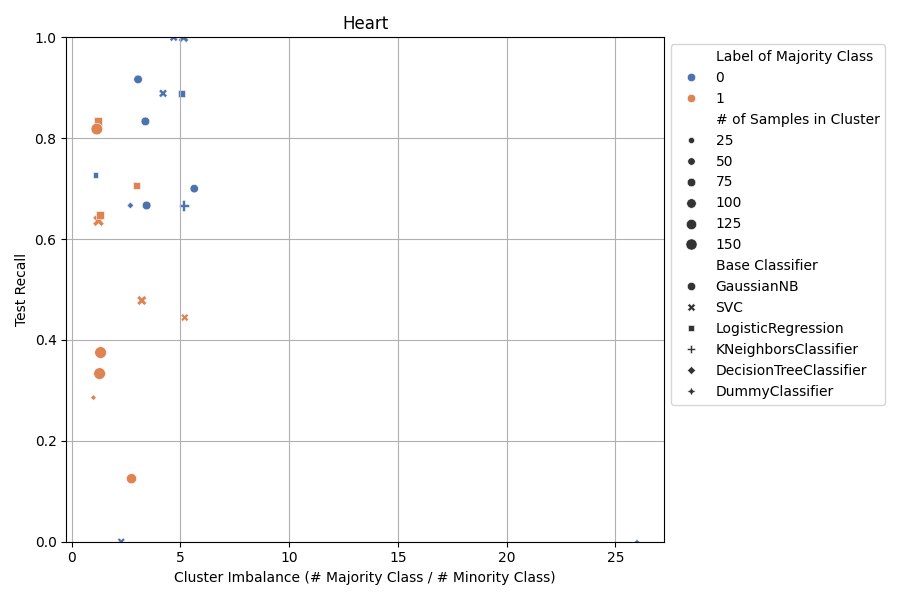 Heart
1.0
0.8
0.6
0.4
0.2
0.0
Test Recall
0
5
10
15
20
25
Cluster Imbalance (# Majority Class / # Minority Class)
Label of Majority Class
0
1
# of Samples in Cluster
25
50
75
100
125
150
Base Classifier
GaussianNB
SVC
LogisticRegression
KNeighborsClassifier
DecisionTreeClassifier
DummyClassifier